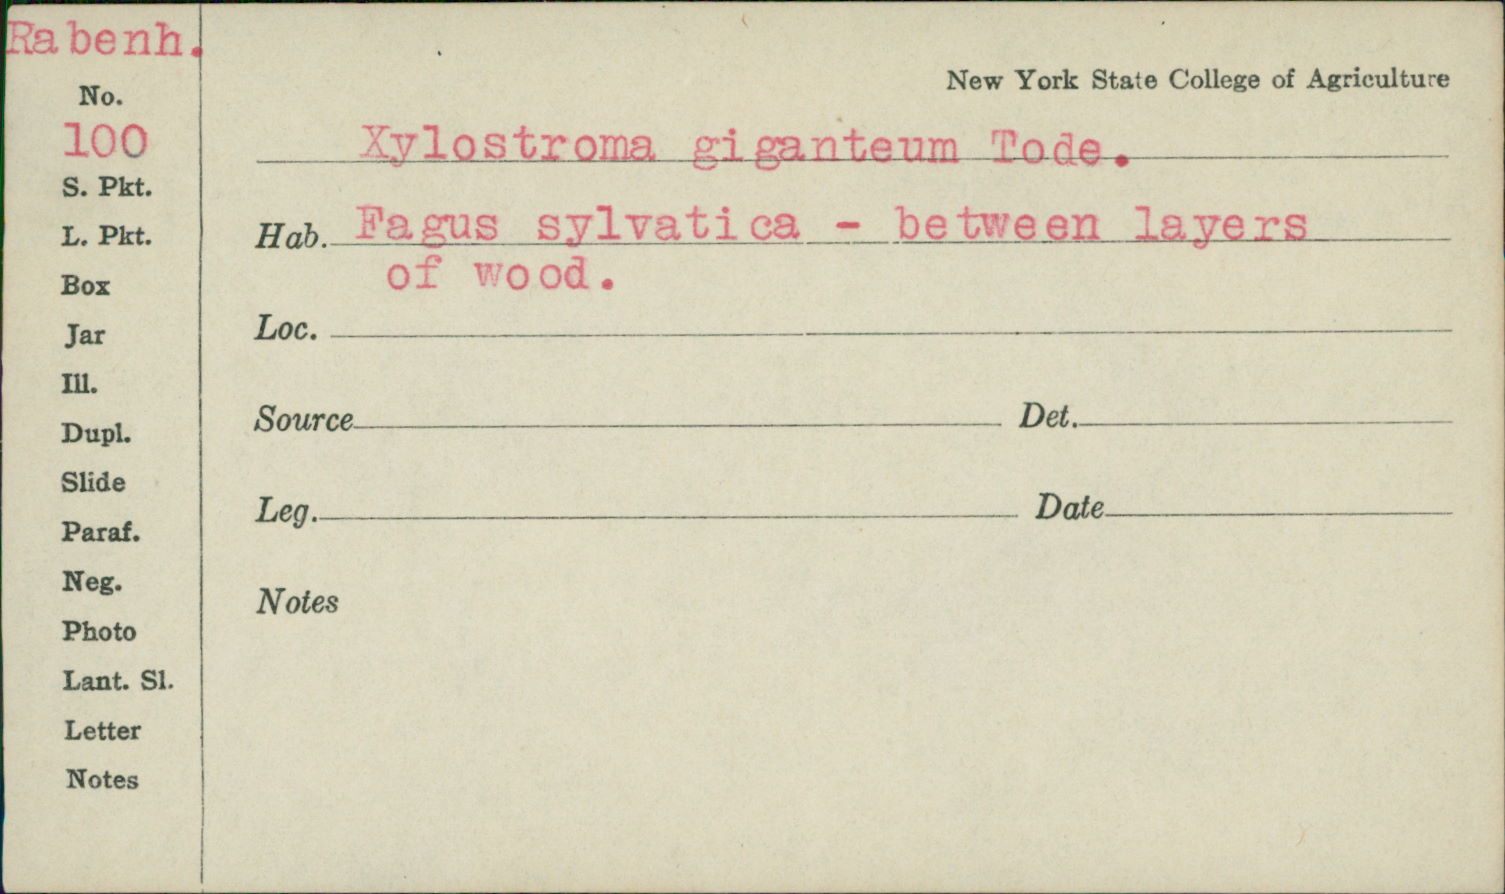 Rabenh.
No.
100
S. Pkt.
L. Pkt.
Box
Jar
Ill.
Dupl.
Slide
Paraf.
Neg.
Photo
Lant. Sl.
Letter
Notes
New York State College of Agriculture
Xylostroma giganteum Tode.
Hab. Fagus sylvatica - between layers
of wood.
Loc.
Source Det.
Leg. Date
Notes